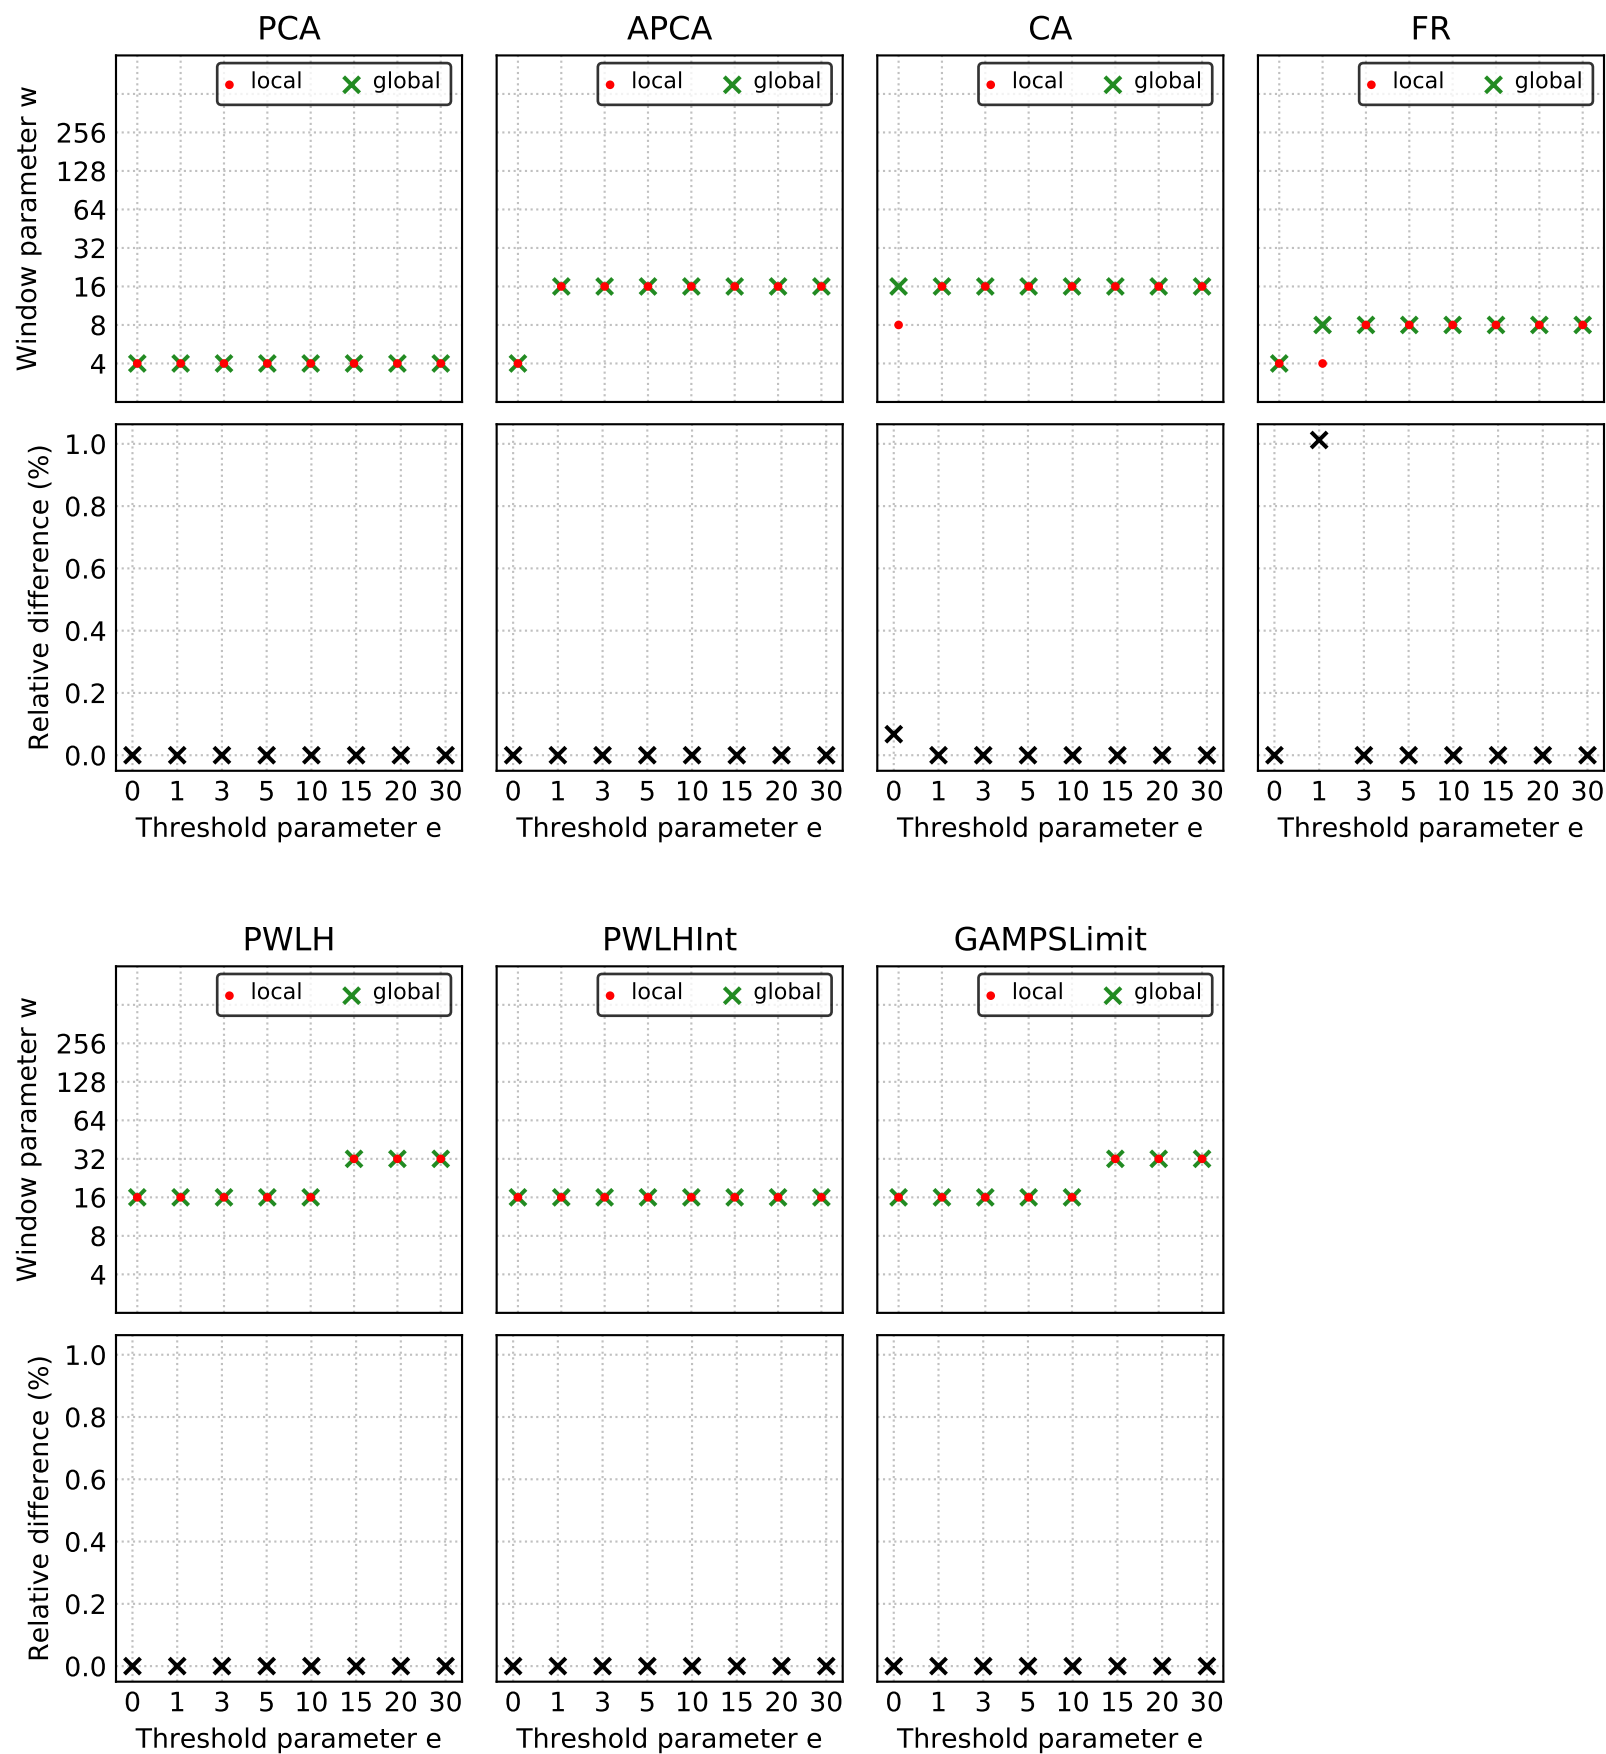 PCA APCA CA FR
local global local global local global local global
Window parameter w
256
128
64
32
16
8
4
Relative difference (%)
1.0
0.8
0.6
0.4
0.2
0.0
0 1 3 5 10 15 20 30 0 1 3 5 10 15 20 30 0 1 3 5 10 15 20 30 0 1 3 5 10 15 20 30
Threshold parameter e Threshold parameter e Threshold parameter e Threshold parameter e
PWLH PWLHInt GAMPSLimit
local global local global local global
Window parameter w
256
128
64
32
16
8
4
Relative difference (%)
1.0
0.8
0.6
0.4
0.2
0.0
0 1 3 5 10 15 20 30 0 1 3 5 10 15 20 30 0 1 3 5 10 15 20 30
Threshold parameter e Threshold parameter e Threshold parameter e